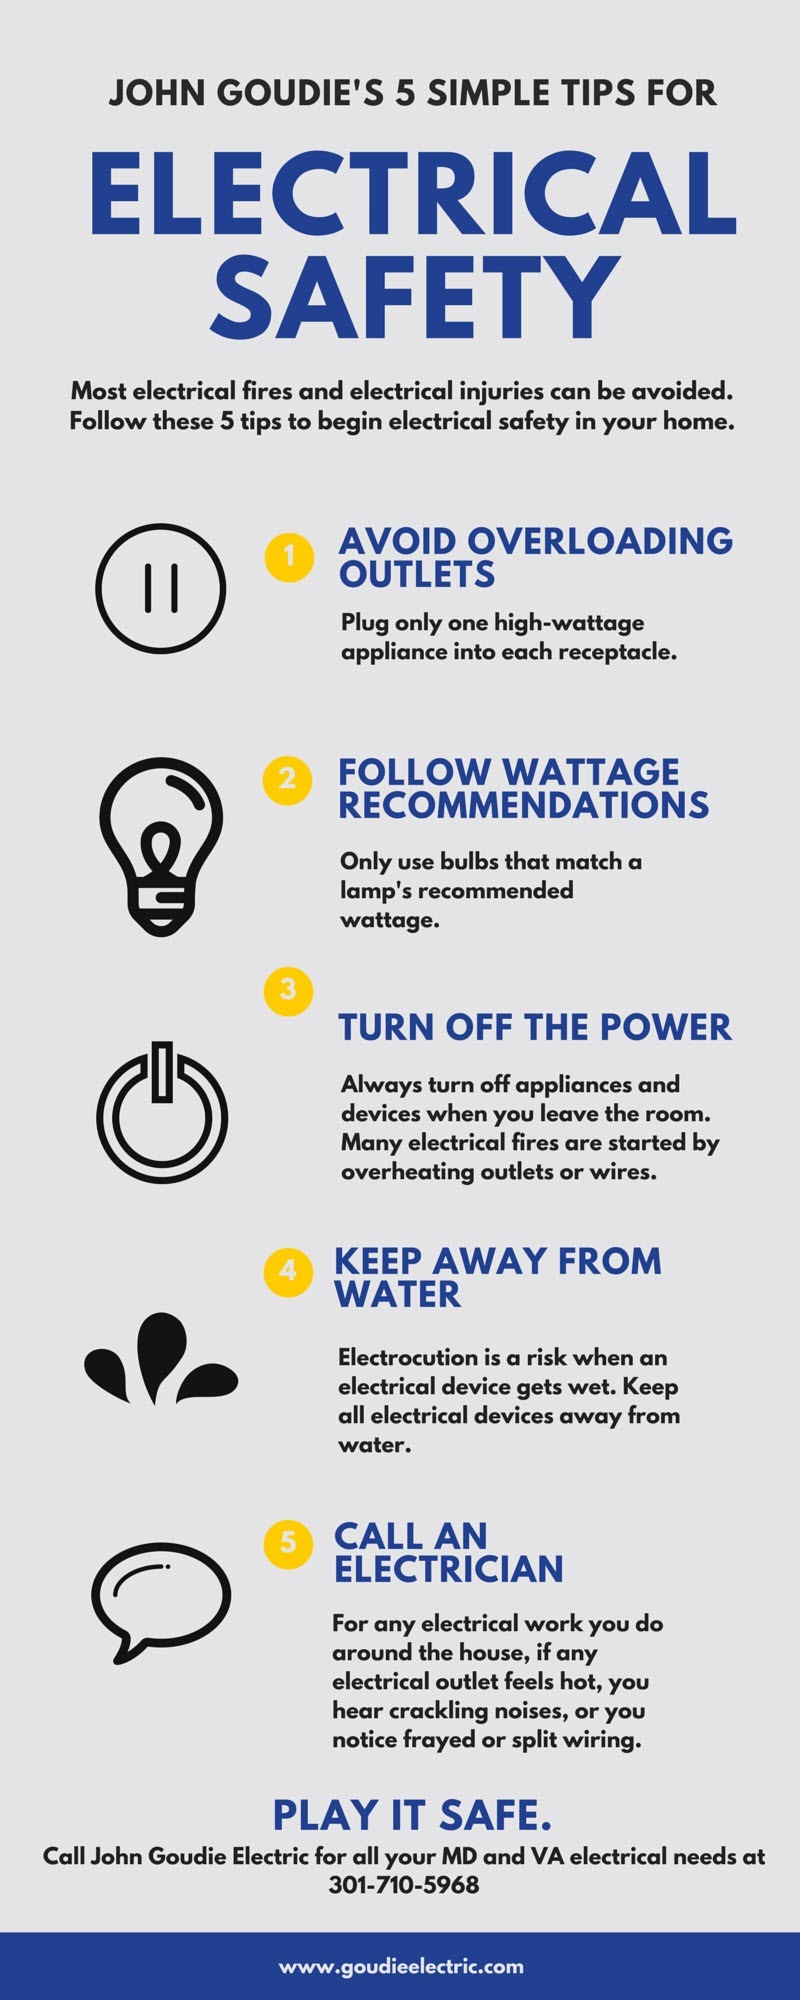 JOHN GOUDIE'S 5 SIMPLE TIPS FOR
ELECTRICAL
SAFETY
Most electrical fires and electrical injuries can be avoided.
Follow these 5 tips to begin electrical safety in your home.
1
AVOID OVERLOADING
OUTLETS
Plug only one high-wattage
appliance into each receptacle.
2
FOLLOW WATTAGE
RECOMMENDATIONS
Only use bulbs that match a
lamp's recommended
wattage.
3
TURN OFF THE POWER
Always turn off appliances and
devices when you leave the room.
Many electrical fires are started by
overheating outlets or wires.
4
KEEP AWAY FROM
WATER
Electrocution is a risk when an
electrical device gets wet. Keep
all electrical devices away from
water.
5
CALL AN
ELECTRICIAN
For any electrical work you do
around the house, if any
electrical outlet feels hot, you
hear crackling noises, or you
notice frayed or split wiring.
PLAY IT SAFE.
Call John Goudie Electric for all your MD and VA electrical needs at
301-710-5968
www.goudieelectric.com